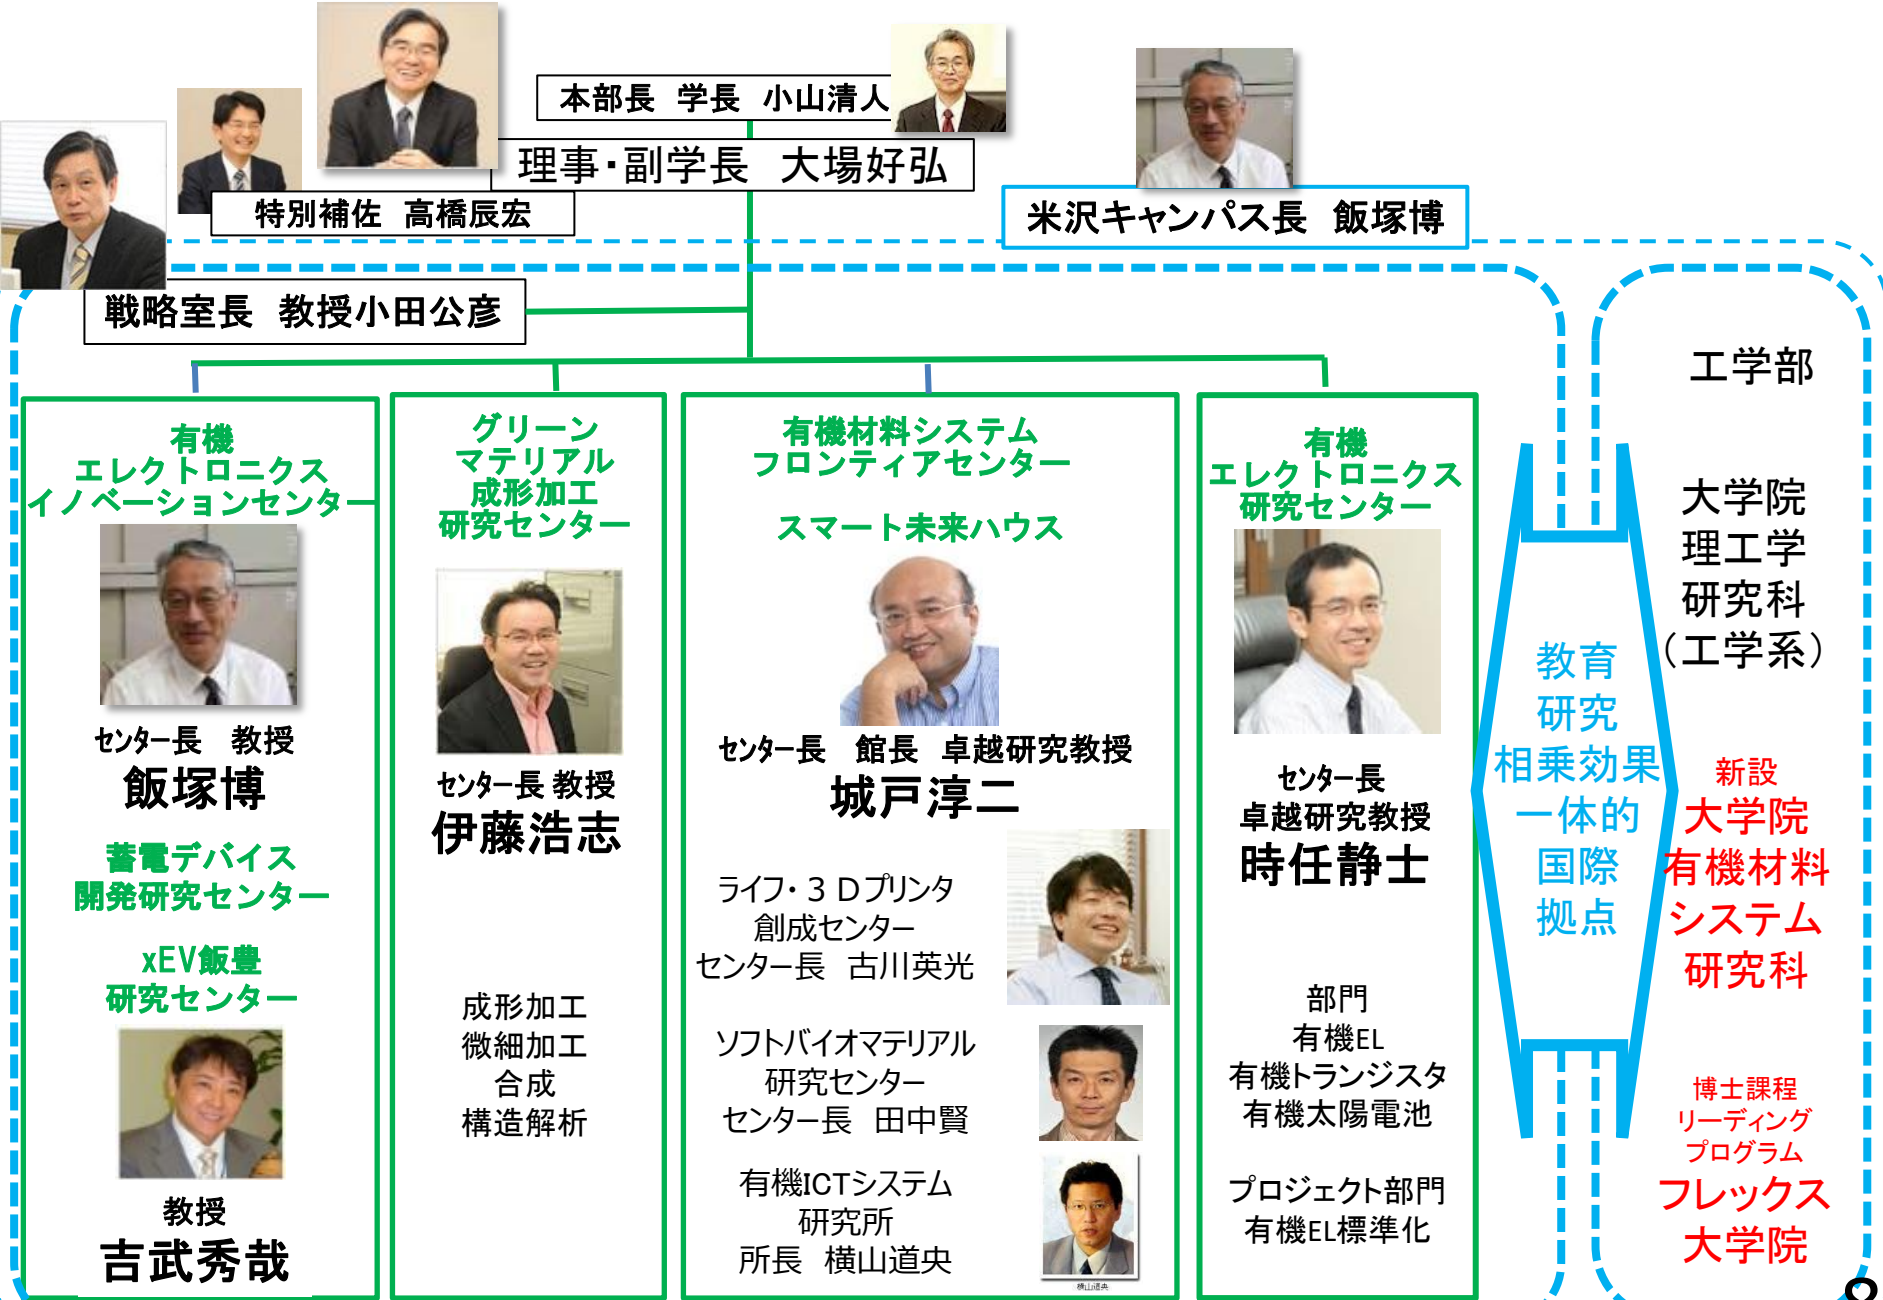 本部長 学長 小山清人
理事・副学長 大場好弘
特別補佐 高橋辰宏
米沢キャンパス長 飯塚博
戦略室長 教授小田公彦
有機
エレクトロニクス
イノベーションセンター
センター長 教授
飯塚博
蓄電デバイス
開発研究センター
xEV飯豊
研究センター
教授
吉武秀哉
グリーン
マテリアル
成形加工
研究センター
センター長 教授
伊藤浩志
成形加工
微細加工
合成
構造解析
有機材料システム
フロンティアセンター
スマート未来ハウス
センター長 館長 卓越研究教授
城戸淳二
ライフ・3Dプリンタ
創成センター
センター長 古川英光
ソフトバイオマテリアル
研究センター
センター長 田中賢
有機ICTシステム
研究所
所長 横山道央
横山道央
有機
エレクトロニクス
研究センター
センター長
卓越研究教授
時任静士
部門
有機EL
有機トランジスタ
有機太陽電池
プロジェクト部門
有機EL標準化
教育
研究
相乗効果
一体的
国際
拠点
工学部
大学院
理工学
研究科
（工学系）
新設
大学院
有機材料
システム
研究科
博士課程
リーディング
プログラム
フレックス
大学院